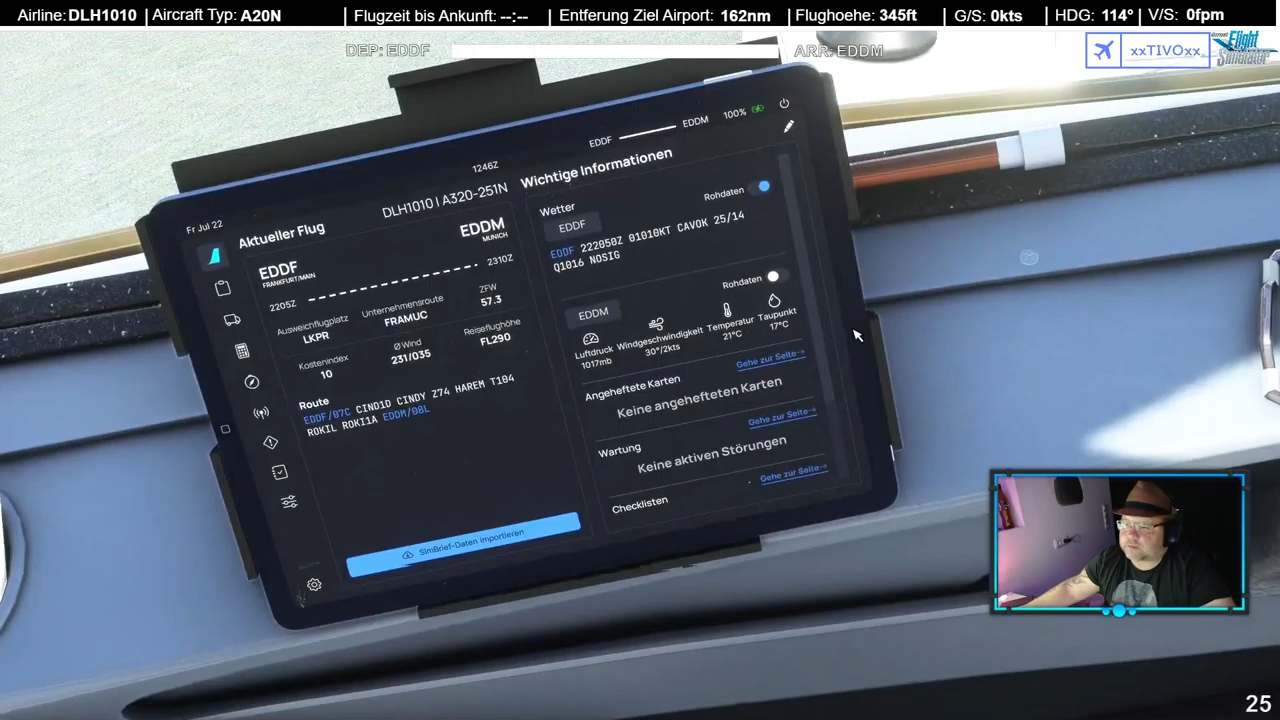 Airline: DLH1010 | Aircraft Typ: A20N | Flugzeit bis Ankunft: --:-- | Entferung Ziel Airport: 162nm | Flughoehe: 345ft | G/S: 0kts | HDG: 114° | V/S: 0fpm
DEP: EDDF ARR: EDDM
xxTIVOxx
Flight Simulator
Fr Jul 22 1246Z EDDF EDDM 100%
Aktueller Flug
DLH1010 | A320-251N
EDDF EDDM
FRANKFURT/MAIN MUNICH
2205Z 2310Z
Ausweichflugplatz Unternehmensroute ZFW
LKPR FRAMUC 57.3
Kostenindex Ø Wind Reiseflughöhe
10 231/035 FL290
Route
EDDF/07C CINO1D CINDY Z74 HAREM T104
ROKIL ROKI1A EDDM/08L
SimBrief-Daten importieren
Wichtige Informationen
Wetter
Rohdaten
EDDF
EDDF 222050Z 01010KT CAVOK 25/14
Q1016 NOSIG
Rohdaten
EDDM
Luftdruck Windgeschwindigkeit Temperatur Taupunkt
1017mb 30°/2kts 21°C 17°C
Gehe zur Seite
Angeheftete Karten
Keine angehefteten Karten
Gehe zur Seite
Wartung
Keine aktiven Störungen
Gehe zur Seite
Checklisten
25